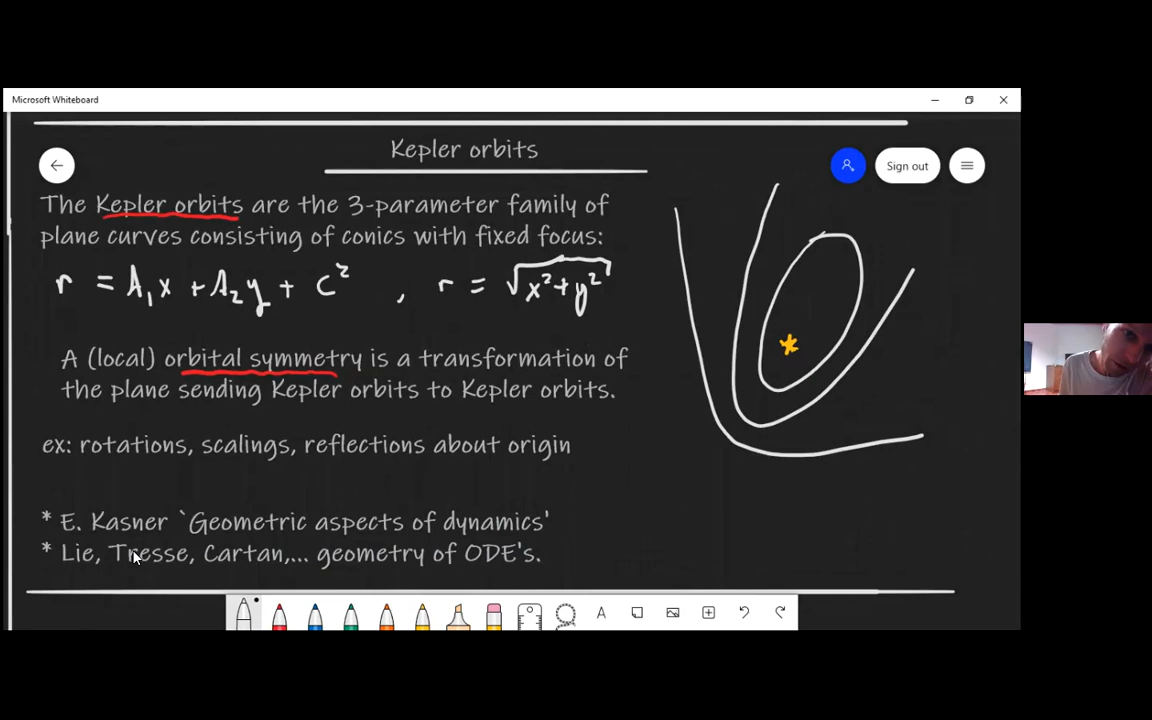 Microsoft Whiteboard
Kepler orbits
Sign out
The Kepler orbits are the 3-parameter family of
plane curves consisting of conics with fixed focus:
r = A₁x + A₂y + c² , r = √x²+y²
A (local) orbital symmetry is a transformation of
the plane sending Kepler orbits to Kepler orbits.
ex: rotations, scalings, reflections about origin
* E. Kasner `Geometric aspects of dynamics'
* Lie, Tresse, Cartan,... geometry of ODE's.
A